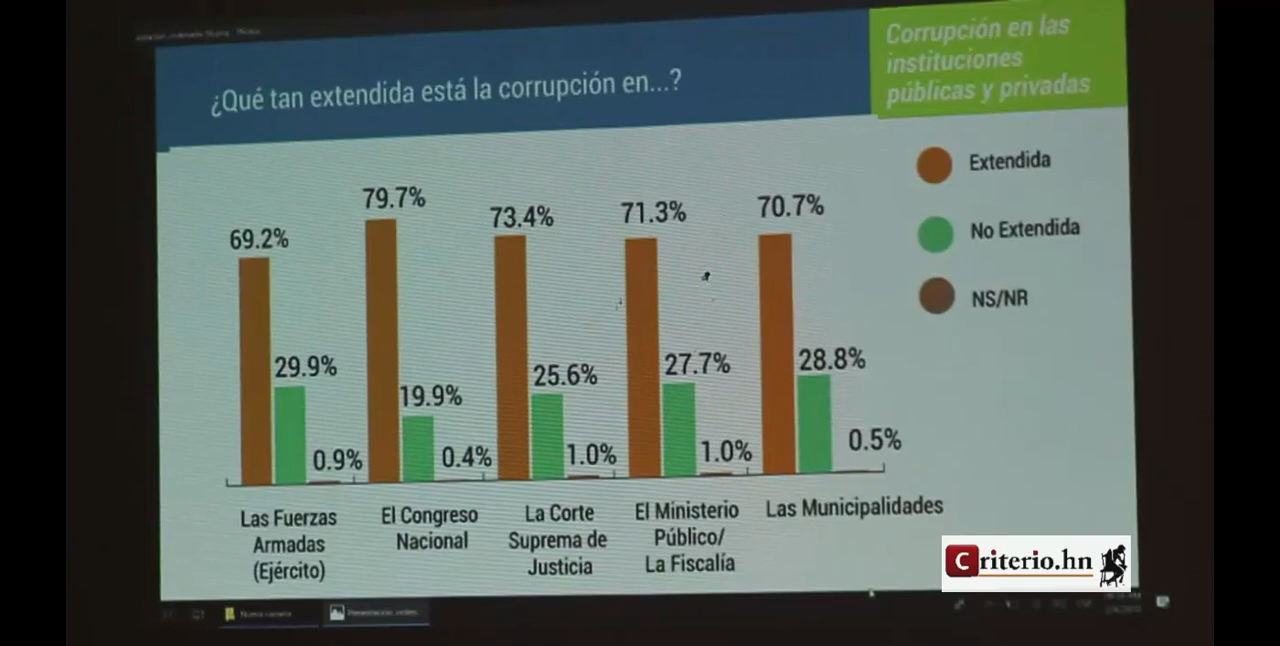 ¿Qué tan extendida está la corrupción en...?
Corrupción en las
instituciones
públicas y privadas
Extendida
No Extendida
NS/NR
69.2%
29.9%
0.9%
79.7%
19.9%
0.4%
73.4%
25.6%
1.0%
71.3%
27.7%
1.0%
70.7%
28.8%
0.5%
Las Fuerzas
Armadas
(Ejército)
El Congreso
Nacional
La Corte
Suprema de
Justicia
El Ministerio
Público/
La Fiscalía
Las Municipalidades
Criterio.hn